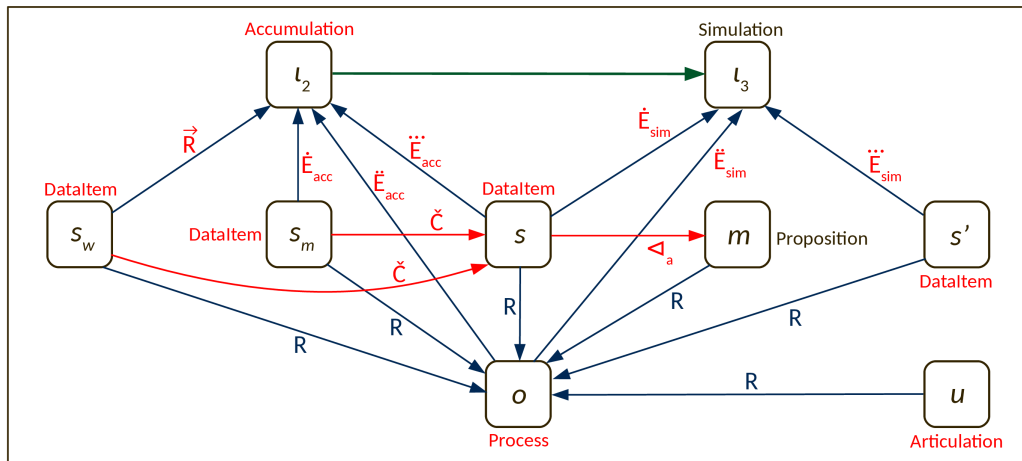 Accumulation
Simulation
ι₂
ι₃
R⃗
Ė_acc
Ë_acc
E⃛_acc
Ė_sim
Ë_sim
E⃛_sim
DataItem
DataItem
s_w
DataItem
s_m
Č
s
⊲_a
m
Proposition
s’
DataItem
Č
R
R
R
R
R
R
o
u
Process
Articulation